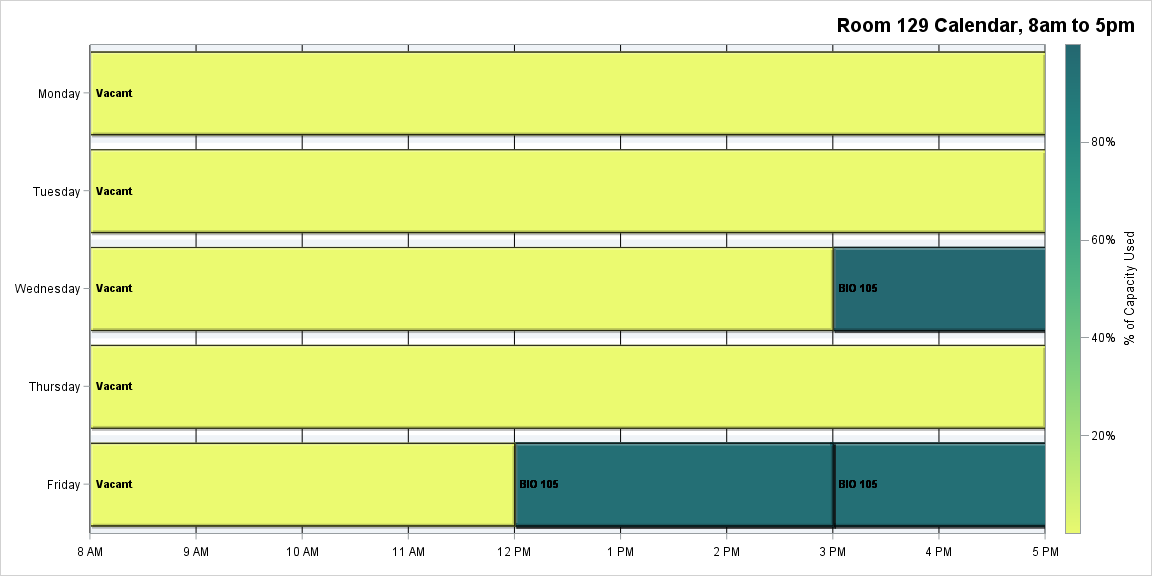 Room 129 Calendar, 8am to 5pm
Monday
Vacant
Tuesday
Vacant
Wednesday
Vacant
BIO 105
Thursday
Vacant
Friday
Vacant
BIO 105
BIO 105
8 AM
9 AM
10 AM
11 AM
12 PM
1 PM
2 PM
3 PM
4 PM
5 PM
80%
60%
40%
20%
% of Capacity Used